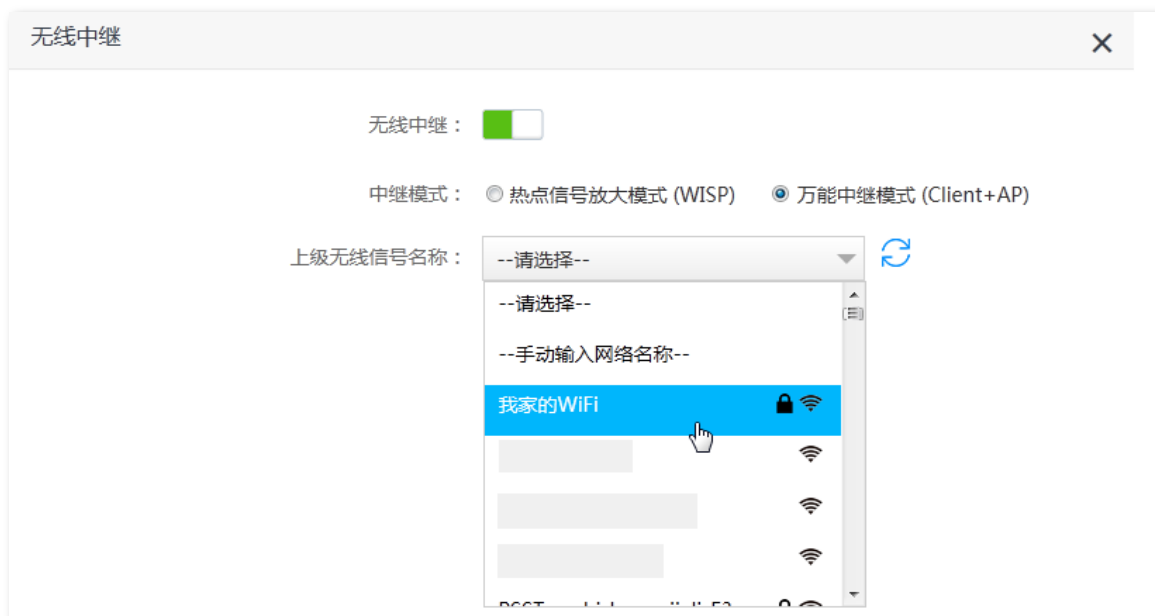 无线中继
无线中继：
中继模式： 热点信号放大模式 (WISP) 万能中继模式 (Client+AP)
上级无线信号名称： --请选择--
--请选择--
--手动输入网络名称--
我家的WiFi